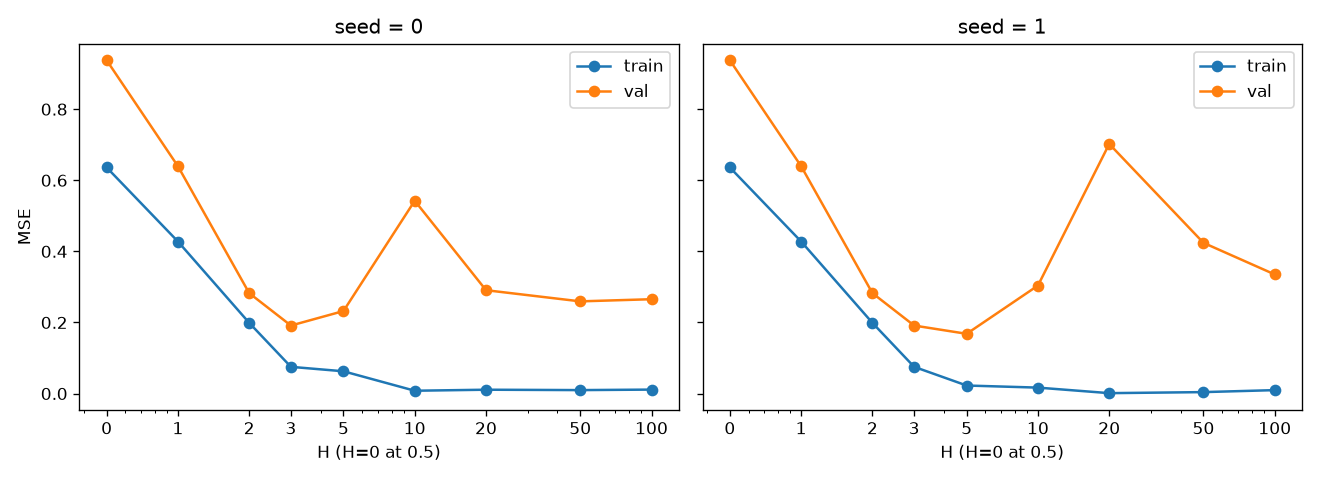 seed = 0
train
val
MSE
0.8
0.6
0.4
0.2
0.0
0 1 2 3 5 10 20 50 100
H (H=0 at 0.5)
seed = 1
train
val
0 1 2 3 5 10 20 50 100
H (H=0 at 0.5)